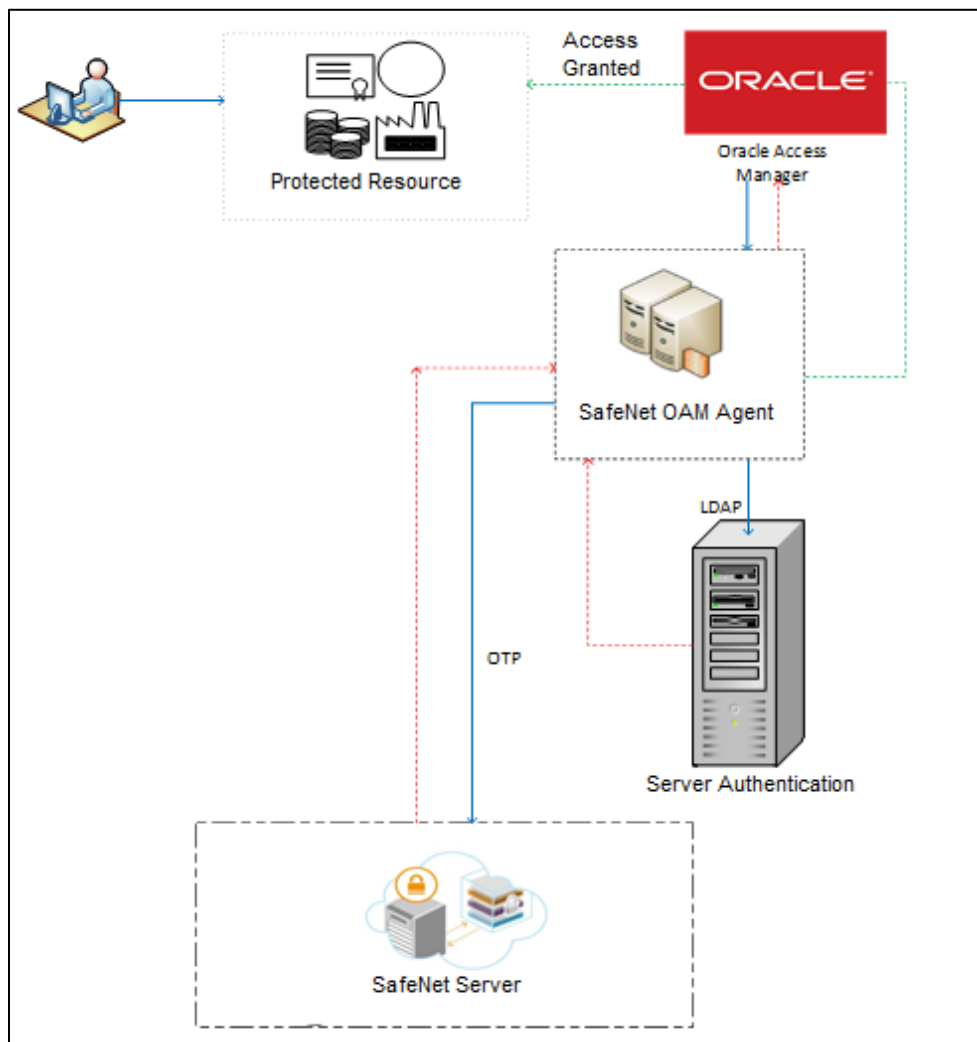 Access
Granted
ORACLE®
Protected Resource
Oracle Access
Manager
SafeNet OAM Agent
LDAP
OTP
Server Authentication
SafeNet Server